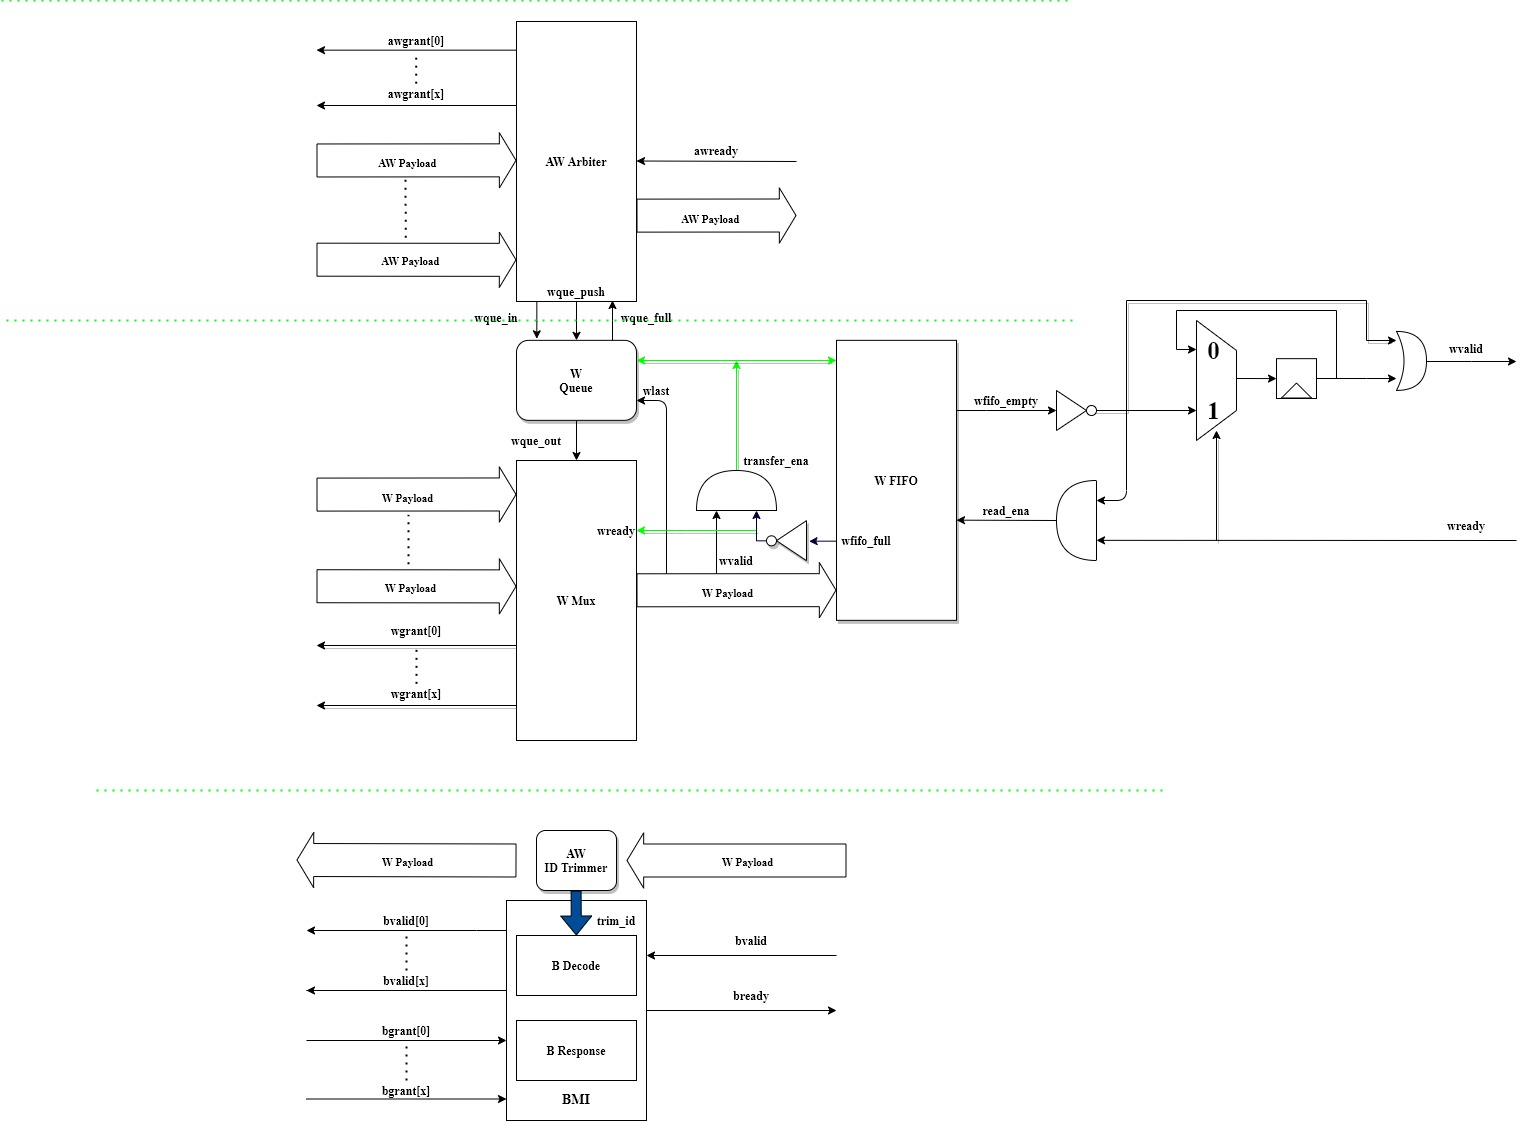 awgrant[0]
awgrant[x]
AW Payload
AW Arbiter
awready
AW Payload
AW Payload
wque_push
wque_in
wque_full
W
Queue
wlast
wque_out
transfer_ena
W Payload
wready
wfifo_full
wvalid
W Payload
W Mux
W Payload
wgrant[0]
wgrant[x]
W FIFO
wfifo_empty
read_ena
0
1
wvalid
wready
W Payload
AW
ID Trimmer
W Payload
bvalid[0]
trim_id
bvalid
B Decode
bvalid[x]
bready
bgrant[0]
B Response
bgrant[x]
BMI